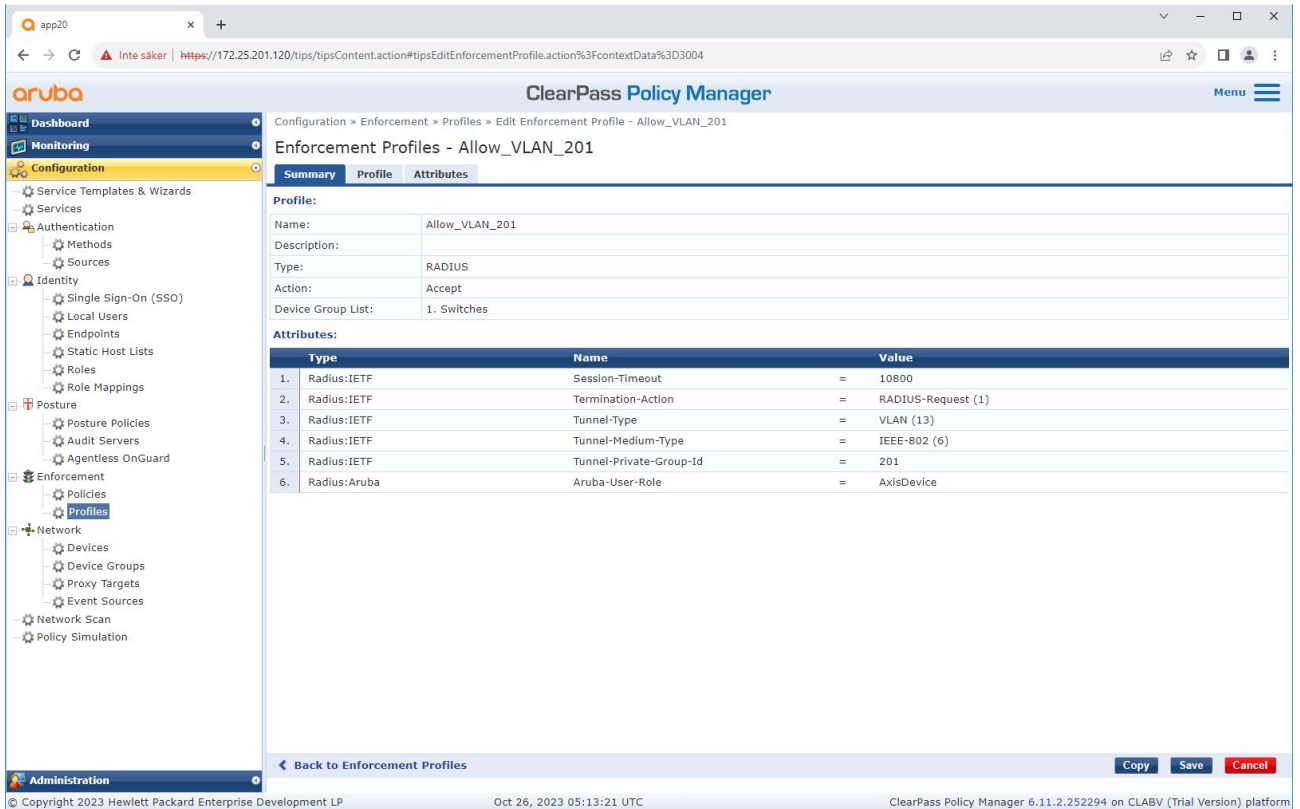 app20
Inte säker | https://172.25.201.120/tips/tipsContent.action#tipsEditEnforcementProfile.action%3FcontextData%3D3004
aruba
ClearPass Policy Manager
Menu
Dashboard
Monitoring
Configuration
Service Templates & Wizards
Services
Authentication
Methods
Sources
Identity
Single Sign-On (SSO)
Local Users
Endpoints
Static Host Lists
Roles
Role Mappings
Posture
Posture Policies
Audit Servers
Agentless OnGuard
Enforcement
Policies
Profiles
Network
Devices
Device Groups
Proxy Targets
Event Sources
Network Scan
Policy Simulation
Administration
Configuration » Enforcement » Profiles » Edit Enforcement Profile - Allow_VLAN_201
Enforcement Profiles - Allow_VLAN_201
Summary Profile Attributes
Profile:
Name: Allow_VLAN_201
Description:
Type: RADIUS
Action: Accept
Device Group List: 1. Switches
Attributes:
Type Name Value
1. Radius:IETF Session-Timeout = 10800
2. Radius:IETF Termination-Action = RADIUS-Request (1)
3. Radius:IETF Tunnel-Type = VLAN (13)
4. Radius:IETF Tunnel-Medium-Type = IEEE-802 (6)
5. Radius:IETF Tunnel-Private-Group-Id = 201
6. Radius:Aruba Aruba-User-Role = AxisDevice
Back to Enforcement Profiles
Copy Save Cancel
© Copyright 2023 Hewlett Packard Enterprise Development LP Oct 26, 2023 05:13:21 UTC ClearPass Policy Manager 6.11.2.252294 on CLABV (Trial Version) platform